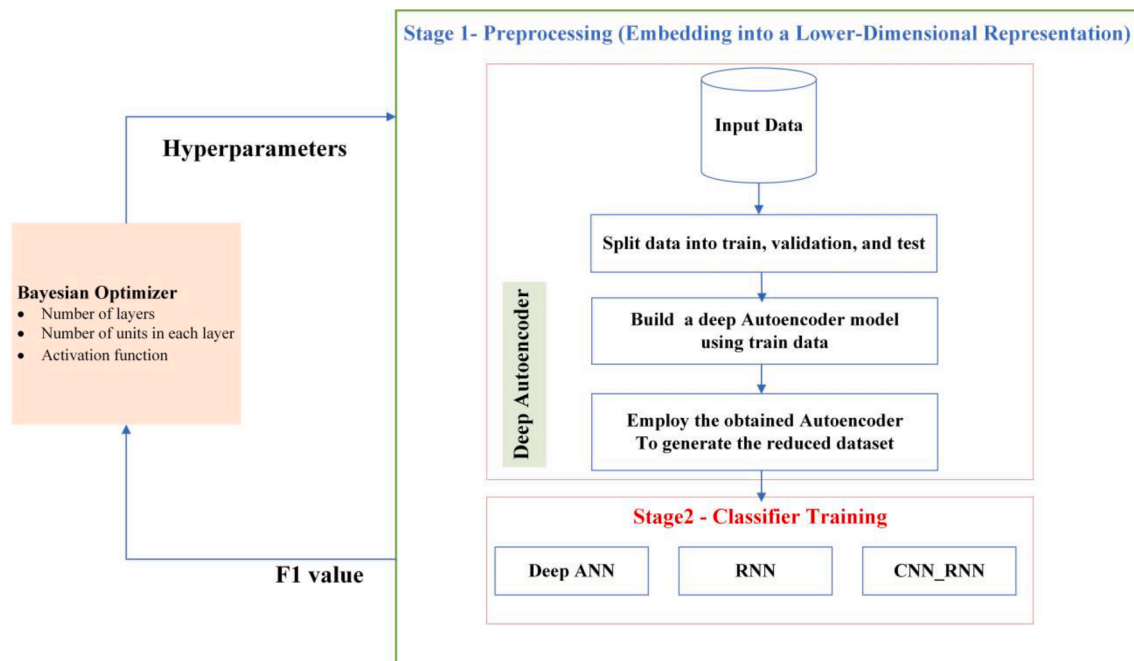 Stage 1- Preprocessing (Embedding into a Lower-Dimensional Representation)
Input Data
Hyperparameters
Split data into train, validation, and test
Bayesian Optimizer
• Number of layers
• Number of units in each layer
• Activation function
Deep Autoencoder
Build a deep Autoencoder model
using train data
Employ the obtained Autoencoder
To generate the reduced dataset
Stage2 - Classifier Training
F1 value
Deep ANN
RNN
CNN_RNN